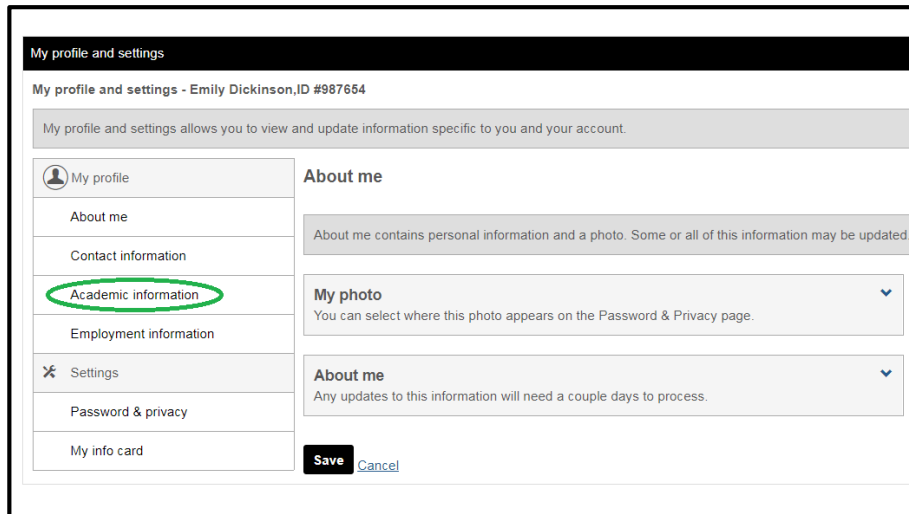 My profile and settings
My profile and settings - Emily Dickinson,ID #987654
My profile and settings allows you to view and update information specific to you and your account.
My profile
About me
Contact information
Academic information
Employment information
Settings
Password & privacy
My info card
About me
About me contains personal information and a photo. Some or all of this information may be updated.
My photo
You can select where this photo appears on the Password & Privacy page.
About me
Any updates to this information will need a couple days to process.
Save Cancel